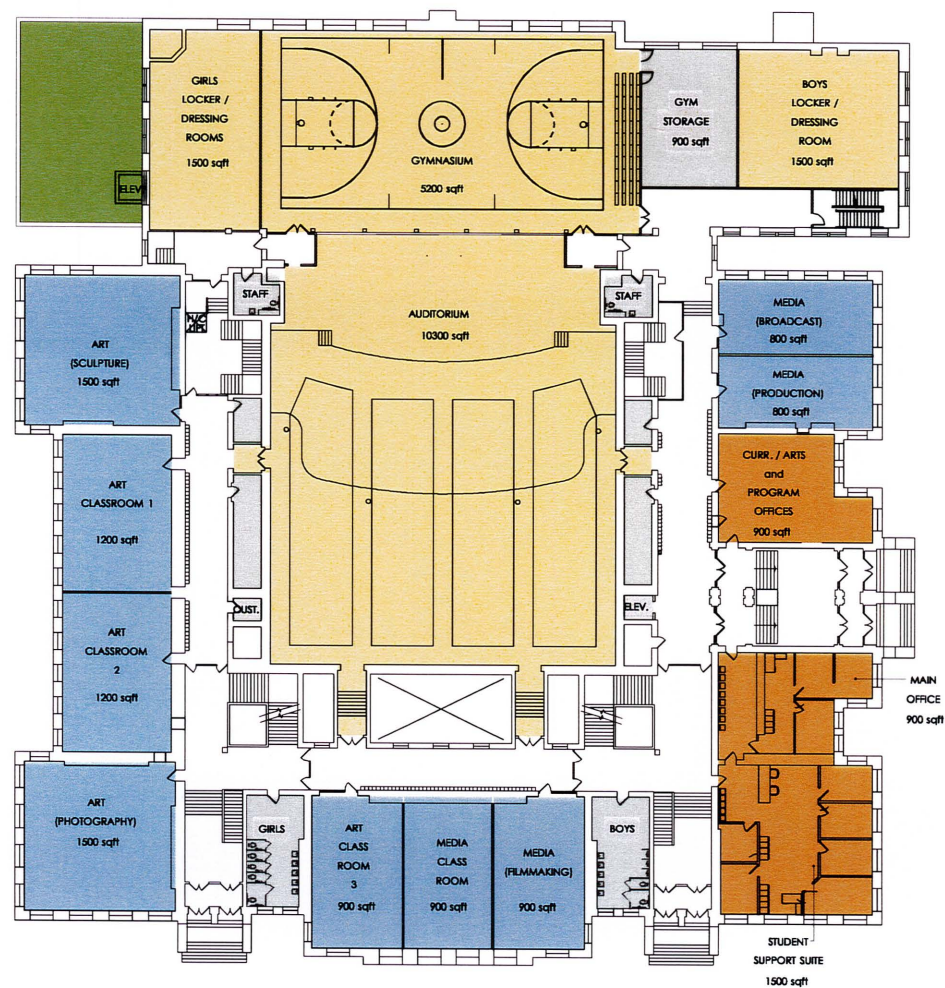 GIRLS
LOCKER /
DRESSING
ROOMS
1500 sqft
ELEV
GYMNASIUM
5200 sqft
GYM
STORAGE
900 sqft
BOYS
LOCKER /
DRESSING
ROOM
1500 sqft
STAFF
AUDITORIUM
10300 sqft
STAFF
H/C
LIFT
ART
(SCULPTURE)
1500 sqft
MEDIA
(BROADCAST)
800 sqft
MEDIA
(PRODUCTION)
800 sqft
ART
CLASSROOM 1
1200 sqft
CURR. / ARTS
and
PROGRAM
OFFICES
900 sqft
CUST.
ELEV.
ART
CLASSROOM
2
1200 sqft
MAIN
OFFICE
900 sqft
ART
(PHOTOGRAPHY)
1500 sqft
GIRLS
ART
CLASS
ROOM
3
900 sqft
MEDIA
CLASS
ROOM
900 sqft
MEDIA
(FILMMAKING)
900 sqft
BOYS
STUDENT
SUPPORT SUITE
1500 sqft